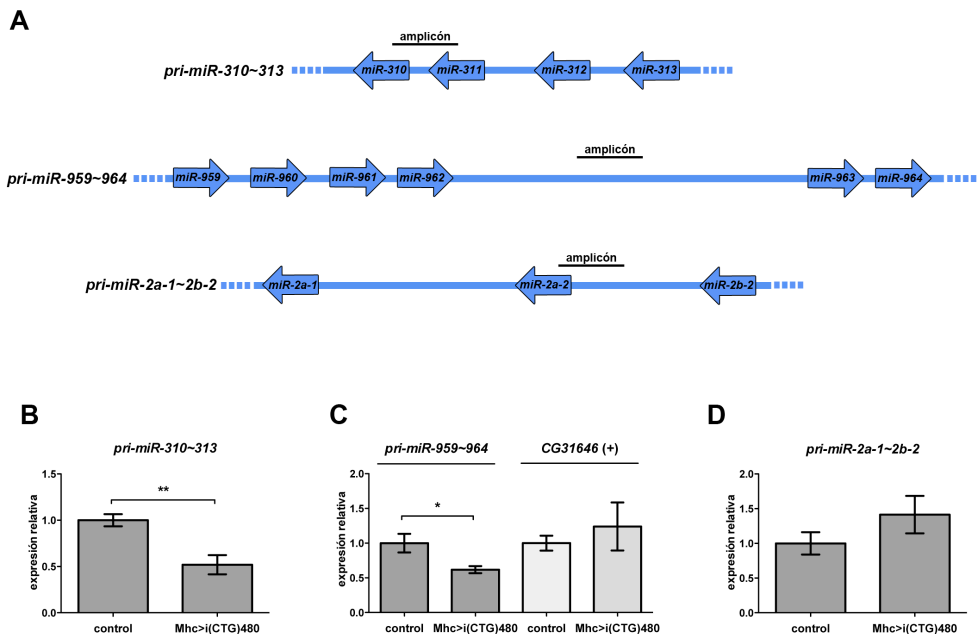 A
amplicón
pri-miR-310~313
miR-310 miR-311 miR-312 miR-313
amplicón
pri-miR-959~964
miR-959 miR-960 miR-961 miR-962 miR-963 miR-964
amplicón
pri-miR-2a-1~2b-2
miR-2a-1 miR-2a-2 miR-2b-2
B
pri-miR-310~313
expresión relativa
1.5
1.0
0.5
0.0
**
control Mhc>i(CTG)480
C
pri-miR-959~964 CG31646 (+)
expresión relativa
2.0
1.5
1.0
0.5
0.0
*
control Mhc>i(CTG)480 control Mhc>i(CTG)480
D
pri-miR-2a-1~2b-2
expresión relativa
2.0
1.5
1.0
0.5
0.0
control Mhc>i(CTG)480